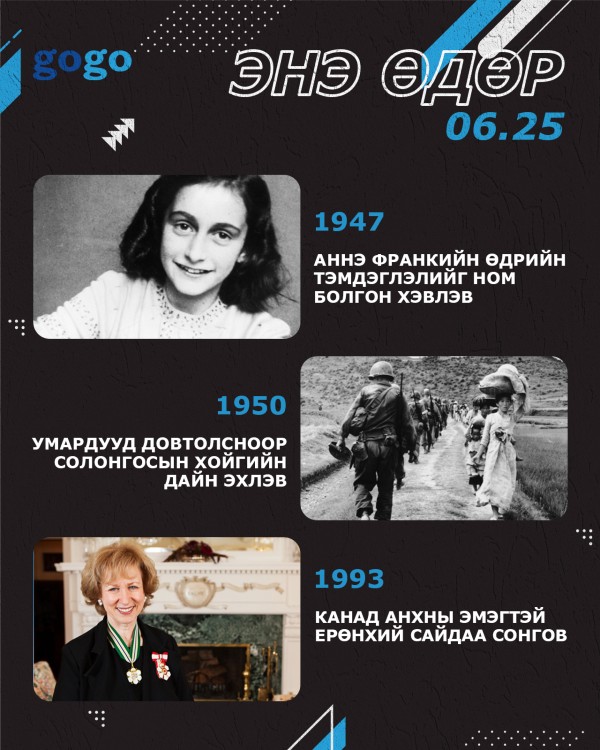 gogo
ЭНЭ ӨДӨР
06.25
1947
АННЭ ФРАНКИЙН ӨДРИЙН
ТЭМДЭГЛЭЛИЙГ НОМ
БОЛГОН ХЭВЛЭВ
1950
УМАРДУУД ДОВТОЛСНООР
СОЛОНГОСЫН ХОЙГИЙН
ДАЙН ЭХЛЭВ
1993
КАНАД АНХНЫ ЭМЭГТЭЙ
ЕРӨНХИЙ САЙДАА СОНГОВ